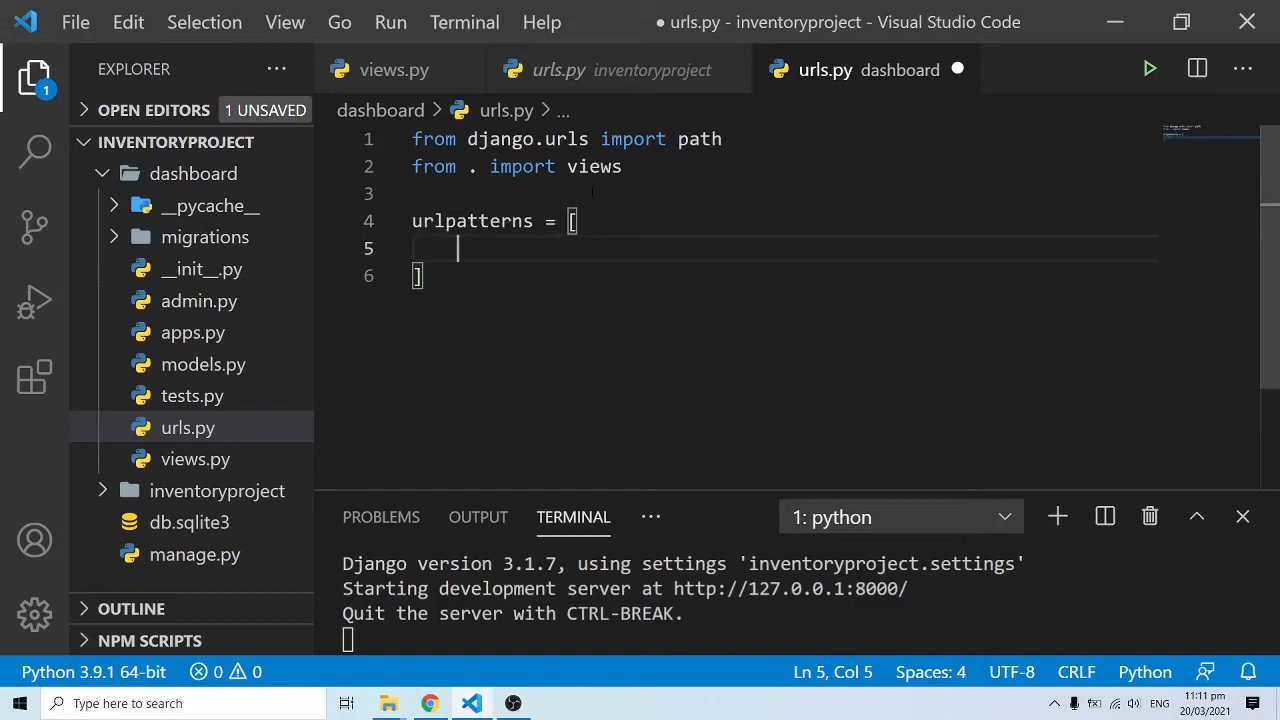 File Edit Selection View Go Run Terminal Help ● urls.py - inventoryproject - Visual Studio Code
EXPLORER ···
views.py urls.py inventoryproject urls.py dashboard
OPEN EDITORS 1 UNSAVED
INVENTORYPROJECT
dashboard
__pycache__
migrations
__init__.py
admin.py
apps.py
models.py
tests.py
urls.py
views.py
inventoryproject
db.sqlite3
manage.py
OUTLINE
NPM SCRIPTS
1
dashboard > urls.py > ...
1 from django.urls import path
2 from . import views
3
4 urlpatterns = [
5
6 ]
PROBLEMS OUTPUT TERMINAL ··· 1: python
Django version 3.1.7, using settings 'inventoryproject.settings'
Starting development server at http://127.0.0.1:8000/
Quit the server with CTRL-BREAK.
Python 3.9.1 64-bit 0 0 Ln 5, Col 5 Spaces: 4 UTF-8 CRLF Python
Type here to search
ENG
11:11 pm
20/03/2021